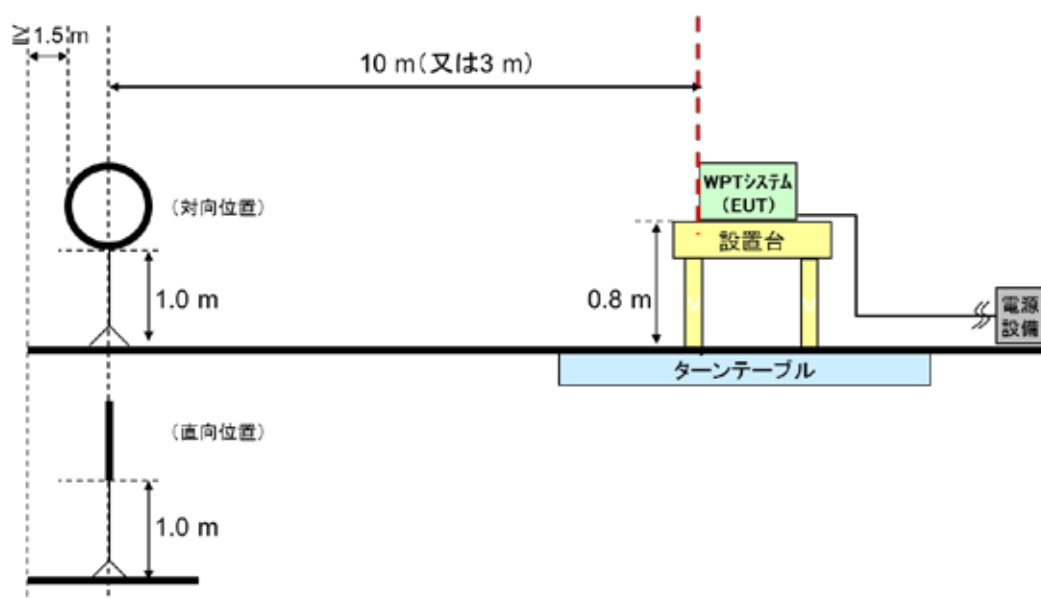 ≧1.5 m
10 m(又は3 m)
WPTシステム
(EUT)
(対向位置)
設置台
1.0 m
0.8 m
電源
設備
ターンテーブル
(直向位置)
1.0 m